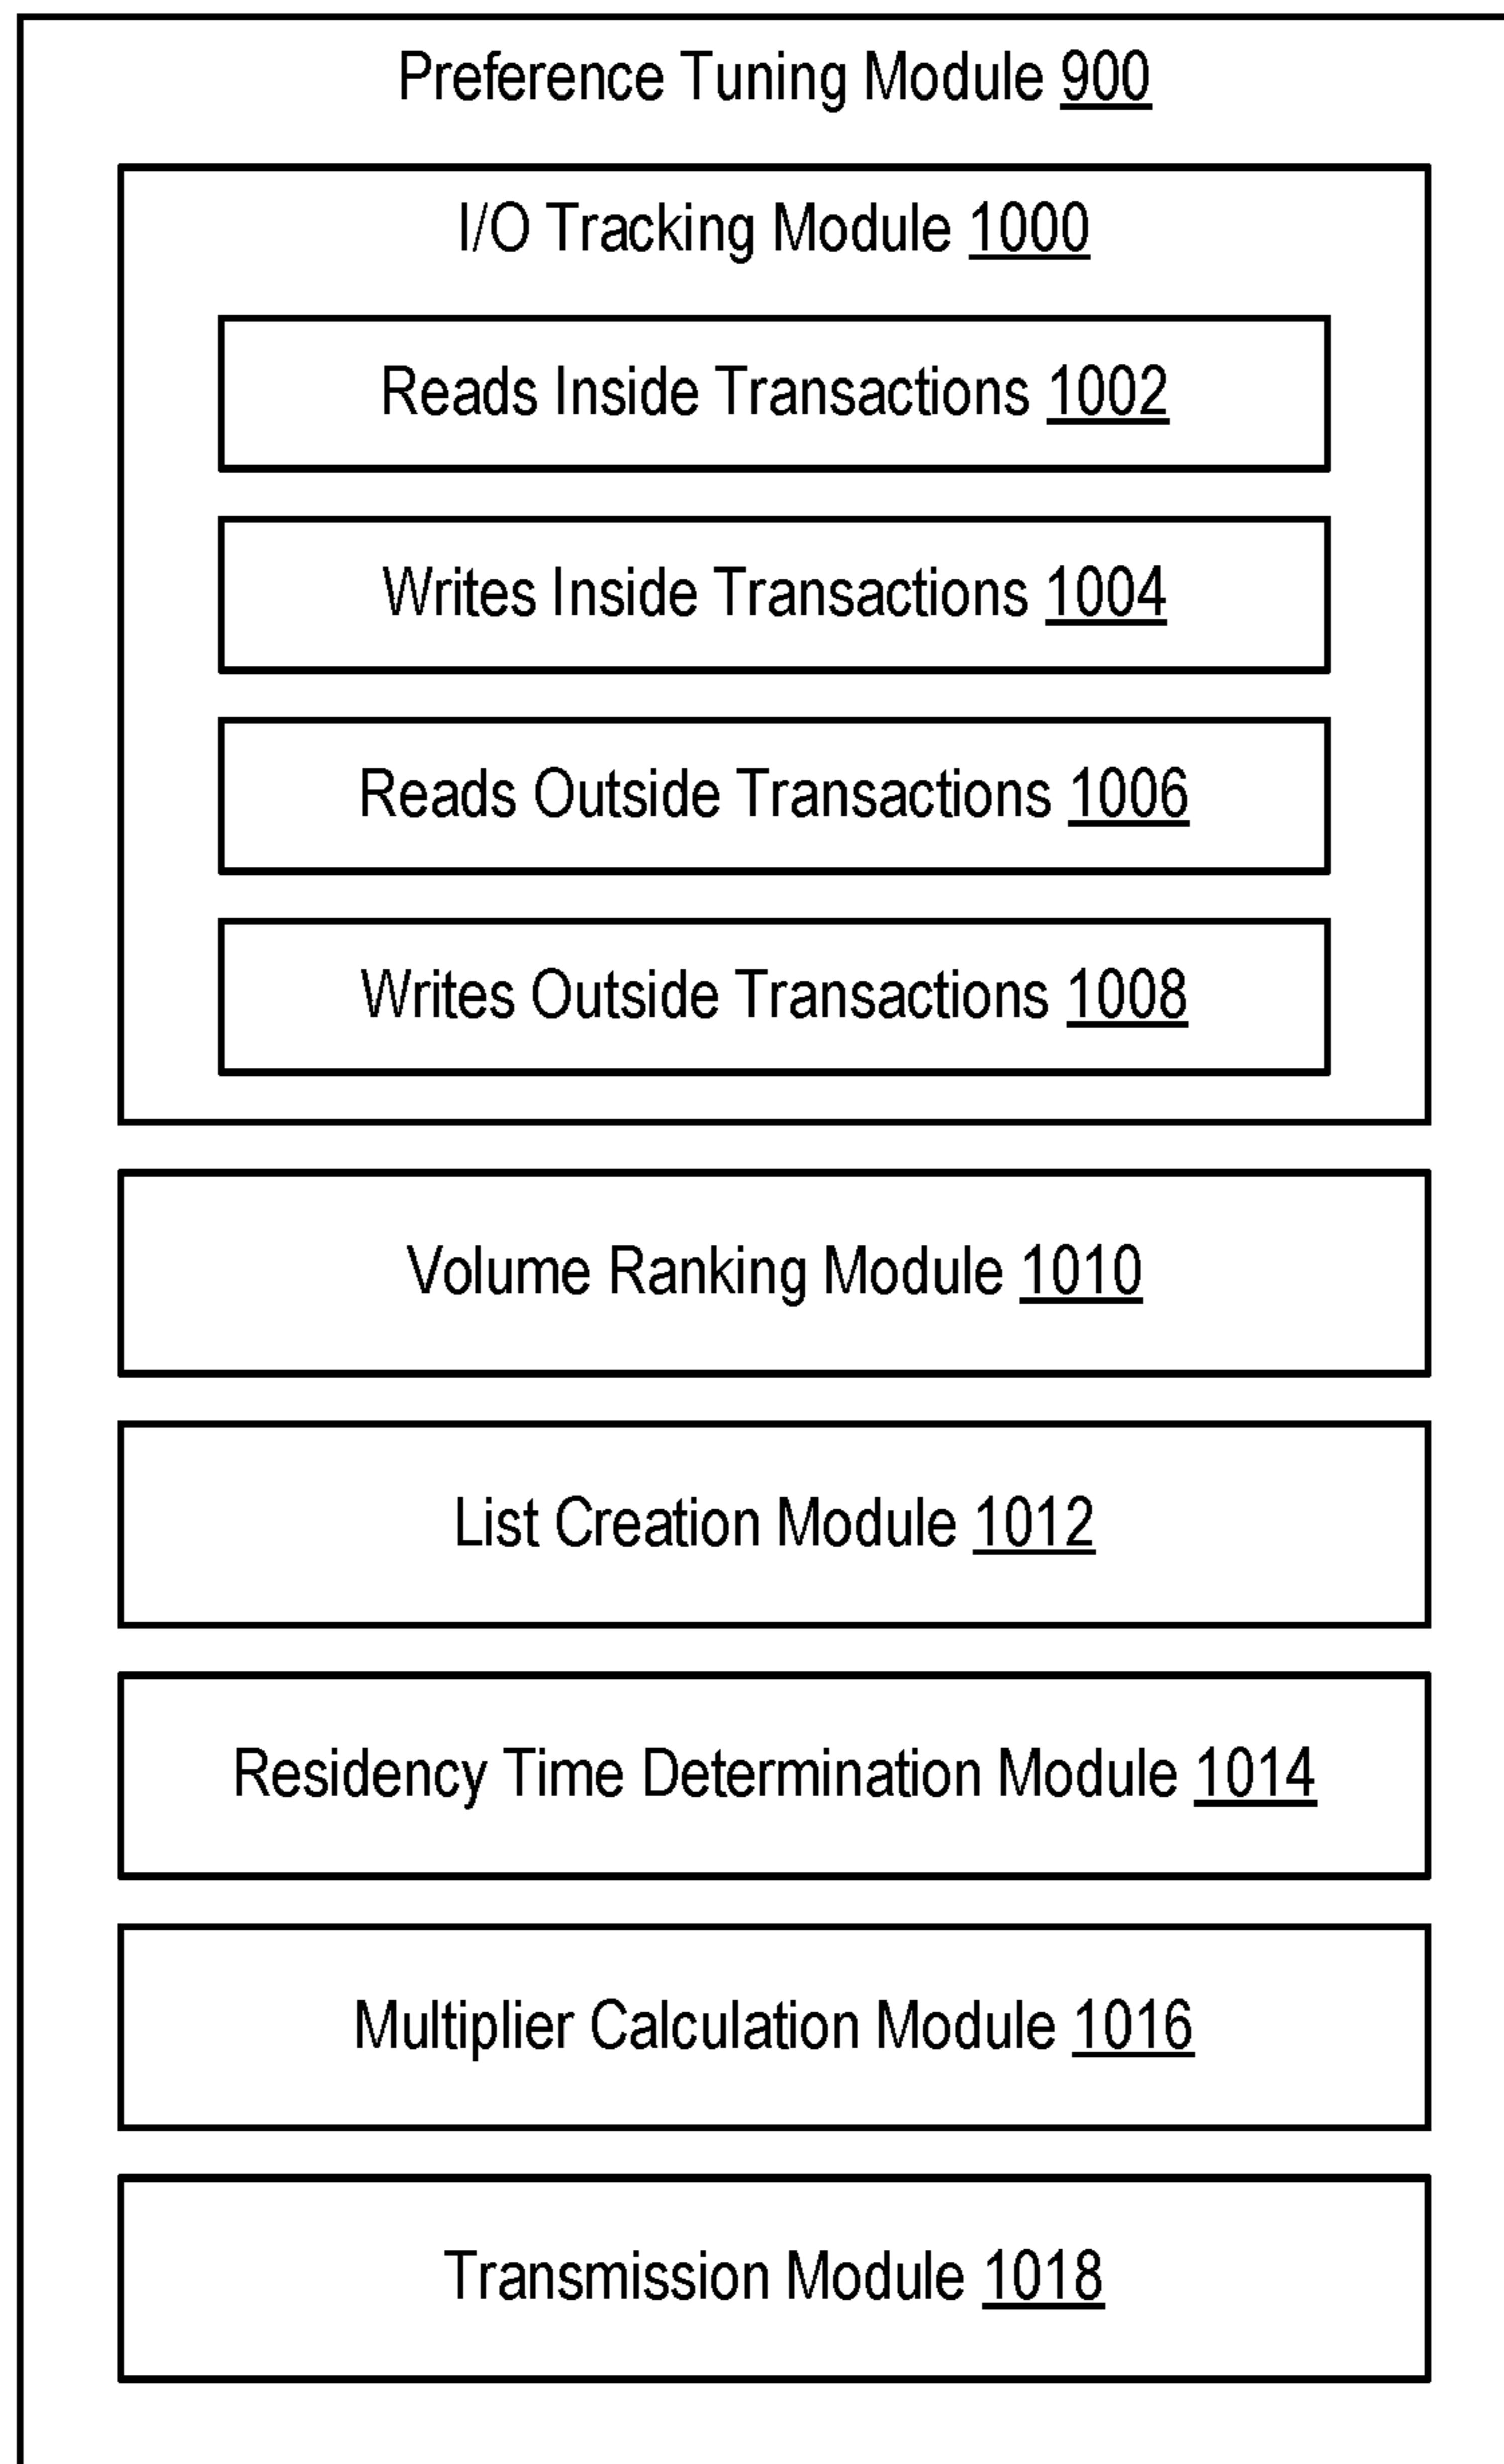 Preference Tuning Module 900
I/O Tracking Module 1000
Reads Inside Transactions 1002
Writes Inside Transactions 1004
Reads Outside Transactions 1006
Writes Outside Transactions 1008
Volume Ranking Module 1010
List Creation Module 1012
Residency Time Determination Module 1014
Multiplier Calculation Module 1016
Transmission Module 1018